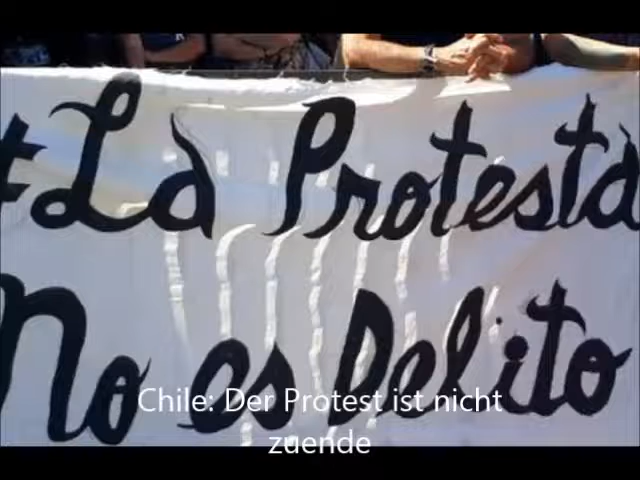 #La Protesta
No es Delito
Chile: Der Protest ist nicht
zuende